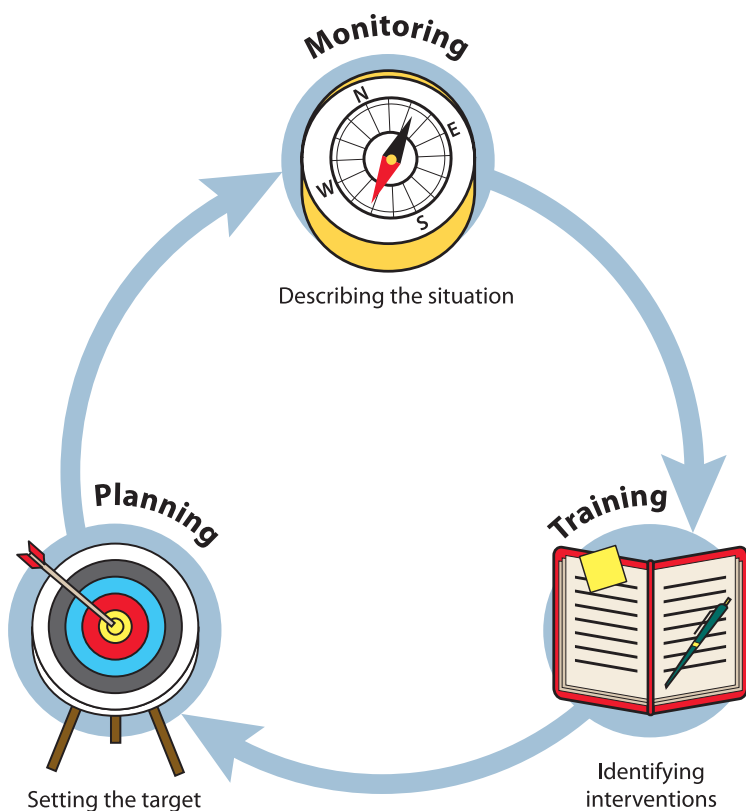 Monitoring
N
E
W
S
Describing the situation
Planning
Training
Setting the target
Identifying
interventions